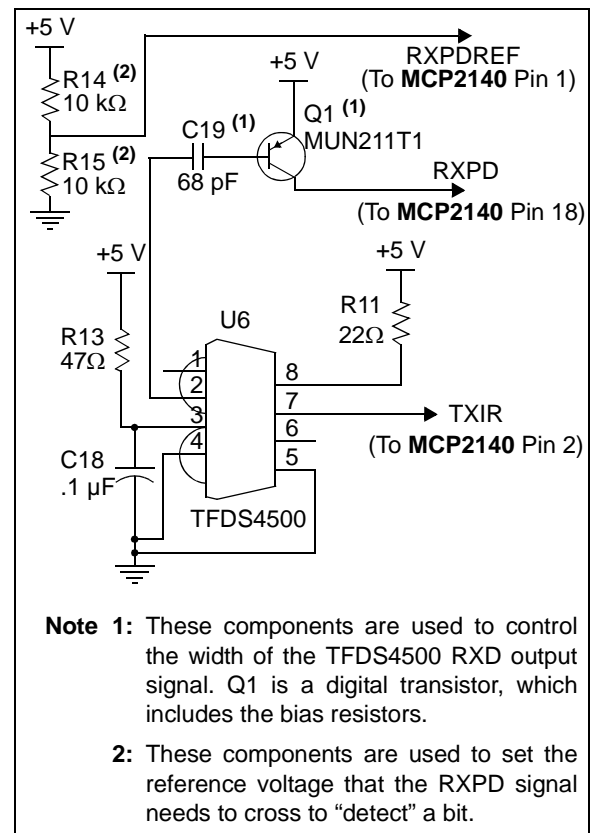 +5 V
R14 (2)
10 kΩ
R15 (2)
10 kΩ
RXPDREF
(To MCP2140 Pin 1)
+5 V
Q1 (1)
MUN211T1
C19 (1)
68 pF
RXPD
(To MCP2140 Pin 18)
+5 V
R13
47Ω
C18
.1 µF
U6
1
2
3
4
8
7
6
5
TFDS4500
+5 V
R11
22Ω
TXIR
(To MCP2140 Pin 2)
Note 1: These components are used to control
the width of the TFDS4500 RXD output
signal. Q1 is a digital transistor, which
includes the bias resistors.
2: These components are used to set the
reference voltage that the RXPD signal
needs to cross to “detect” a bit.